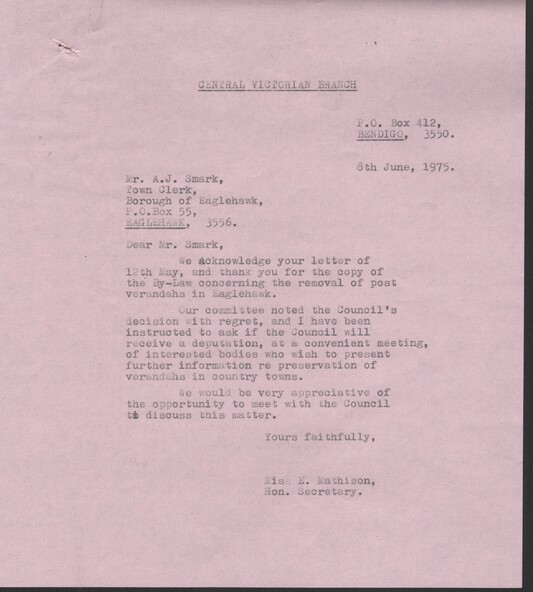 CENTRAL VICTORIAN BRANCH
P.O. Box 412,
BENDIGO, 3550.
8th June, 1975.
Mr. A.J. Smark,
Town Clerk,
Borough of Eaglehawk,
P.O.Box 55,
EAGLEHAWK, 3556.
Dear Mr. Smark,
We acknowledge your letter of
12th May, and thank you for the copy of
the By-Law concerning the removal of post
verandahs in Eaglehawk.
Our committee noted the Council's
decision with regret, and I have been
instructed to ask if the Council will
receive a deputation, at a convenient meeting,
of interested bodies who wish to present
further information re preservation of
verandahs in country towns.
We would be very appreciative of
the opportunity to meet with the Council
to discuss this matter.
Yours faithfully,
Miss E. Mathison,
Hon. Secretary.